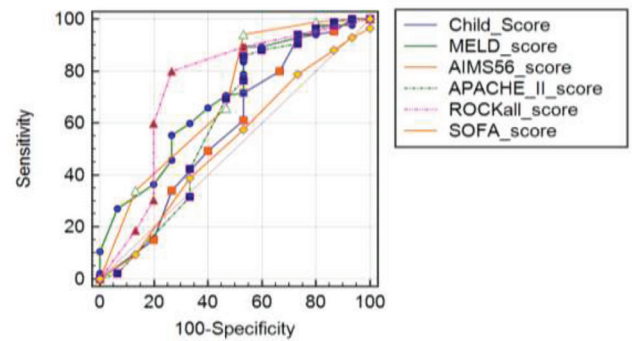 100
80
60
40
20
0
Sensitivity
0 20 40 60 80 100
100-Specificity
Child_Score
MELD_score
AIMS56_score
APACHE_II_score
ROCKall_score
SOFA_score